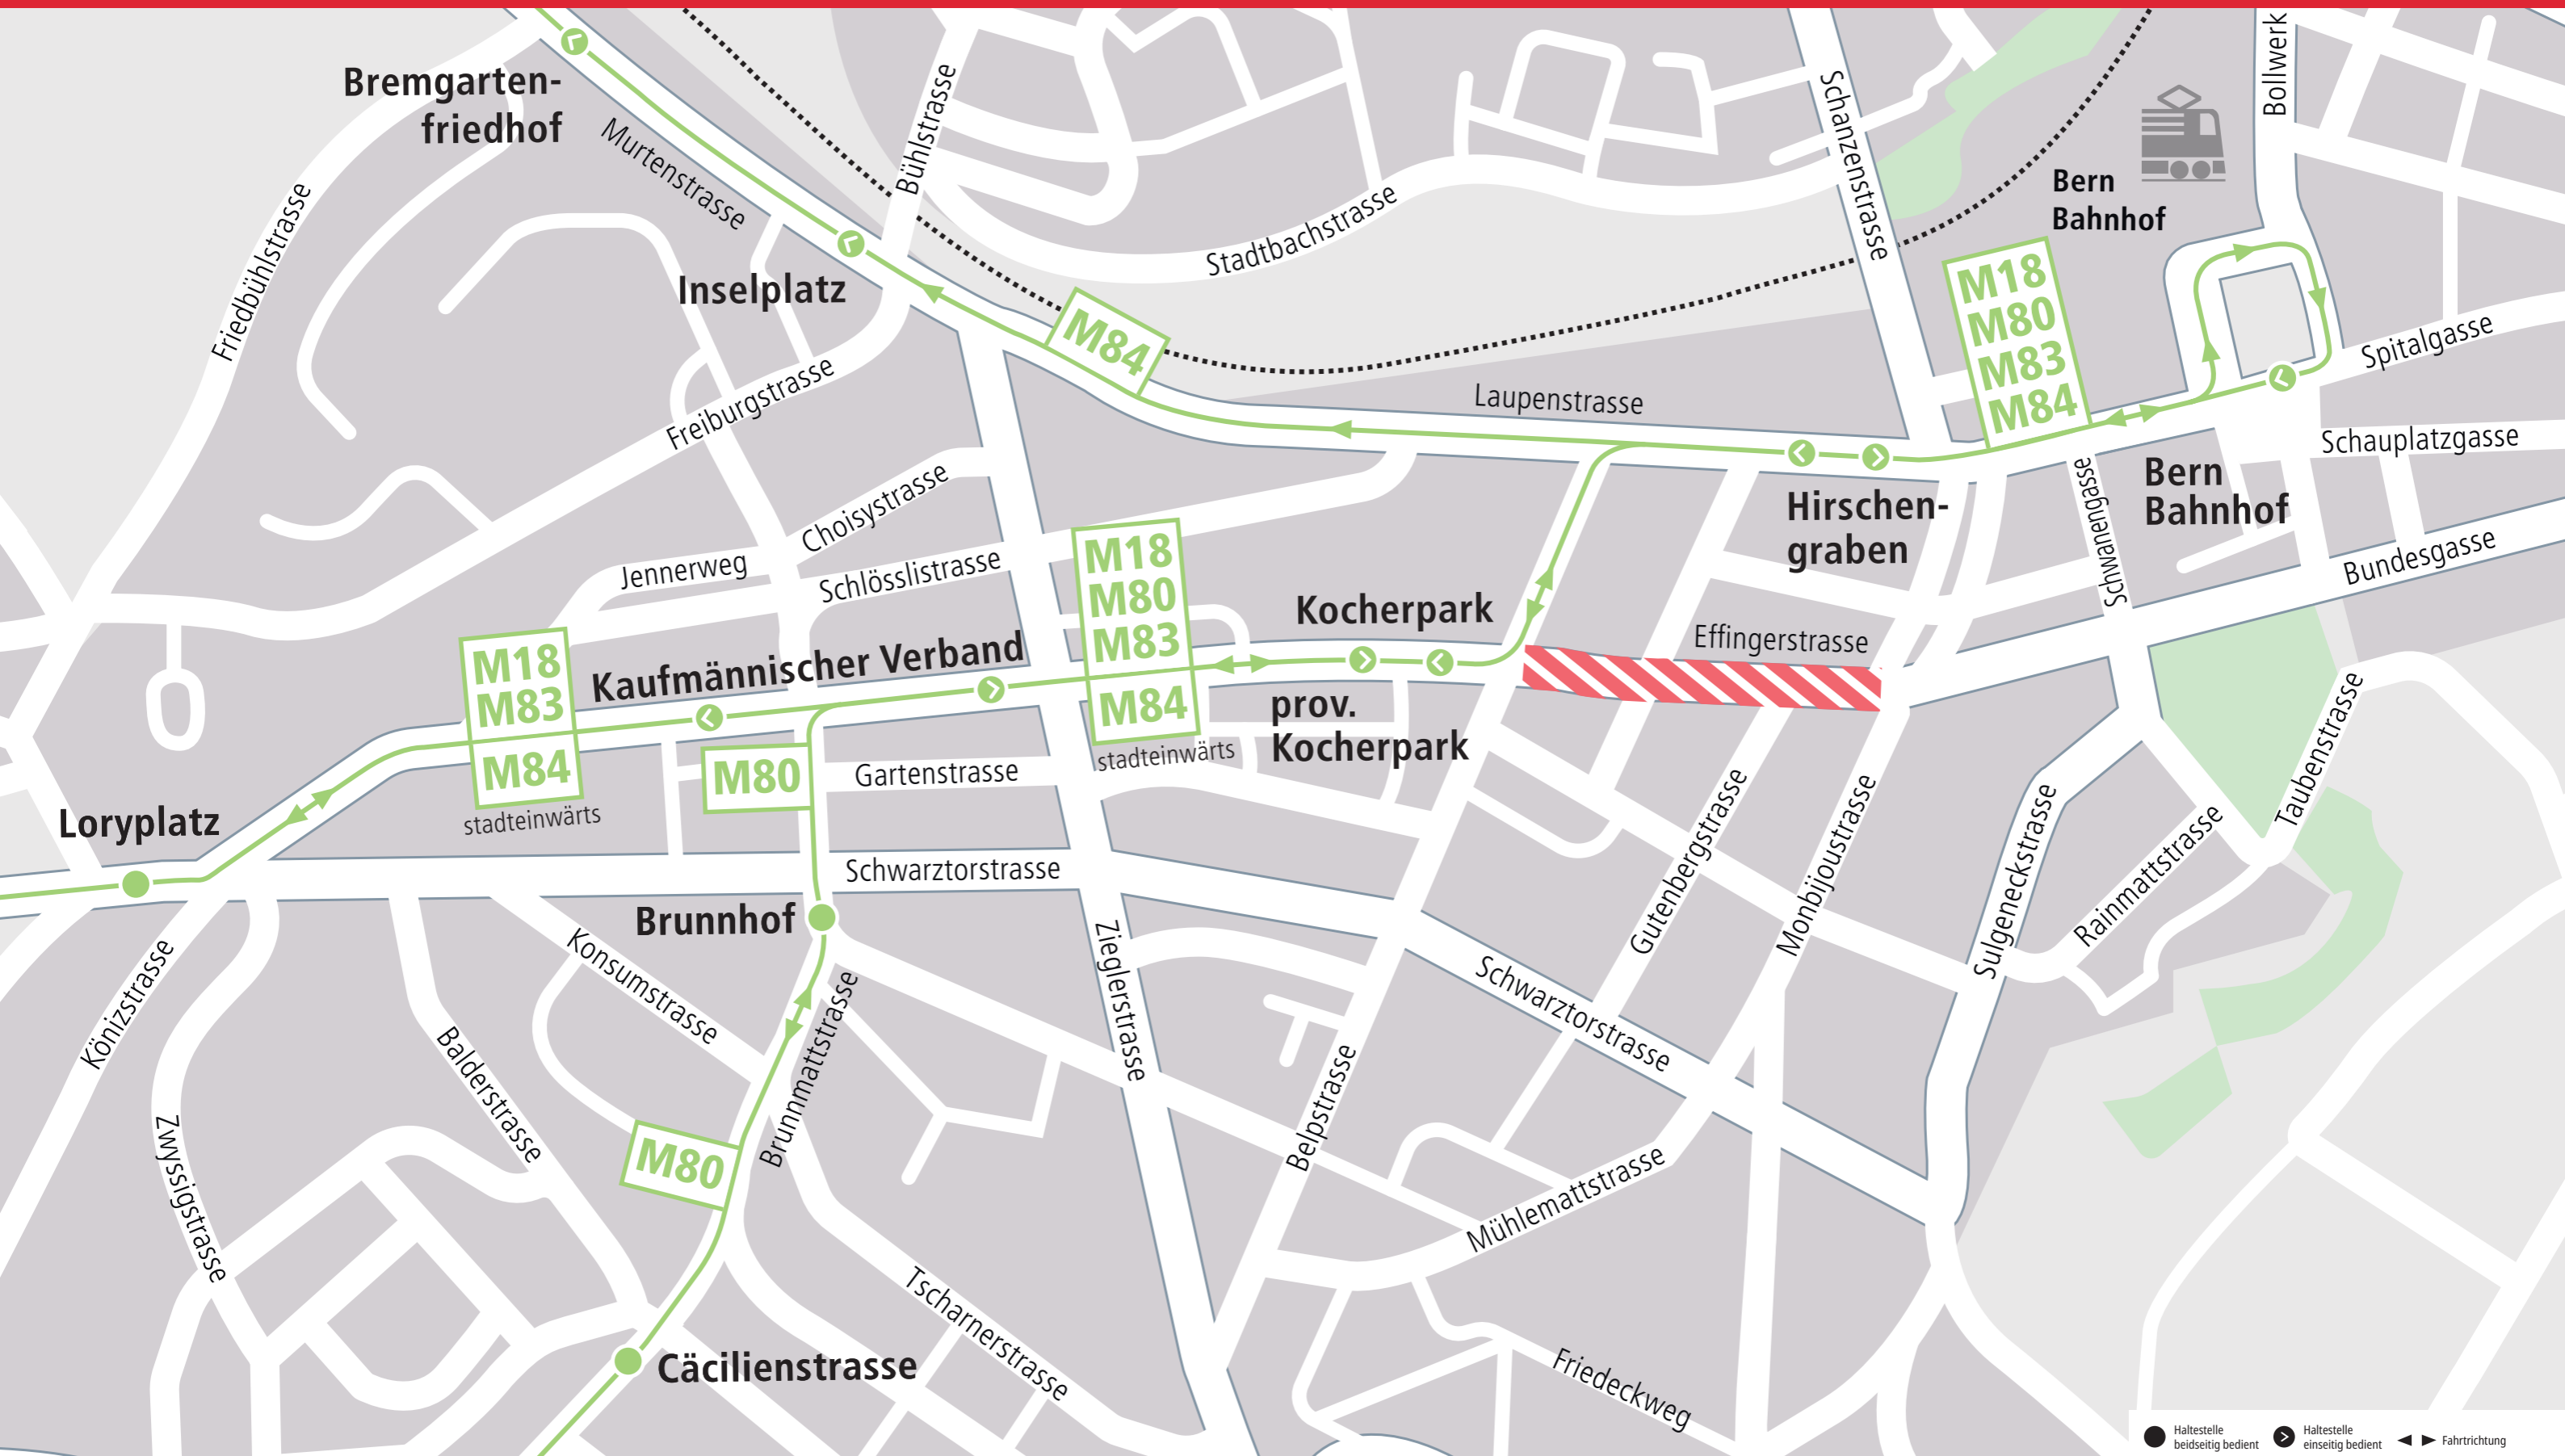 Bremgarten-
friedhof
Murtenstrasse
Bühlstrasse
Friedbühlstrasse
Inselplatz
M84
Stadtbachstrasse
Schanzenstrasse
Bollwerk
Bern
Bahnhof
M18
M80
M83
M84
Spitalgasse
Laupenstrasse
Schauplatzgasse
Bern
Bahnhof
Schwanengasse
Bundesgasse
Hirschen-
graben
Freiburgstrasse
Choisystrasse
Jennerweg
Schlösslistrasse
M18
M80
M83
M84
stadteinwärts
Kocherpark
Effingerstrasse
prov.
Kocherpark
Kaufmännischer Verband
M18
M83
M84
stadteinwärts
M80
Gartenstrasse
Loryplatz
Schwarztorstrasse
Brunnhof
Taubenstrasse
Rainmattstrasse
Sulgeneckstrasse
Monbijoustrasse
Gutenbergstrasse
Schwarztorstrasse
Zieglerstrasse
Könizstrasse
Konsumstrasse
Balderstrasse
Brunnmattstrasse
Zwyssigstrasse
M80
Belpstrasse
Mühlemattstrasse
Tscharnerstrasse
Cäcilienstrasse
Friedeckweg
Haltestelle
beidseitig bedient
Haltestelle
einseitig bedient
Fahrtrichtung